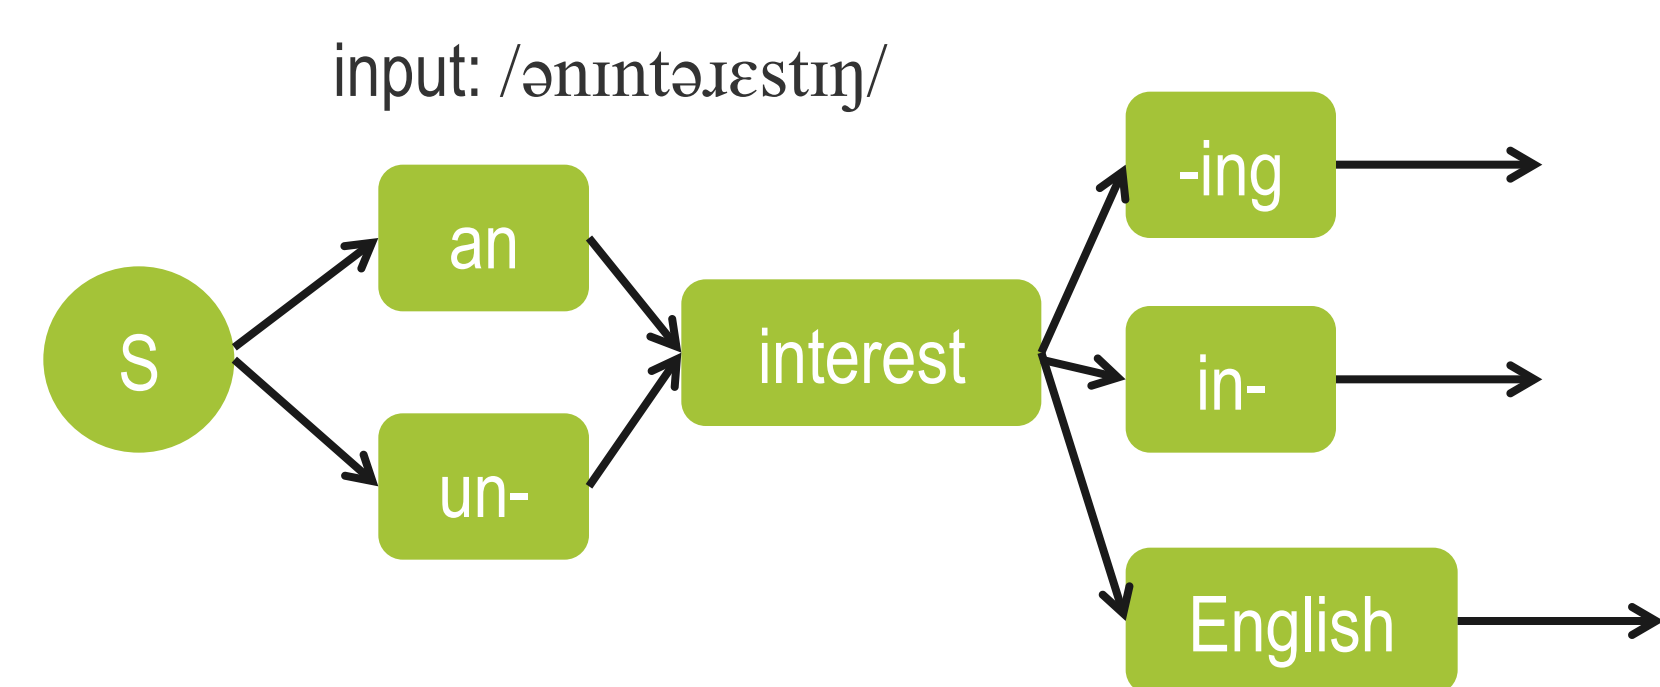 input: /ənɪntəɹɛstɪŋ/
S
an
un-
interest
-ing
in-
English